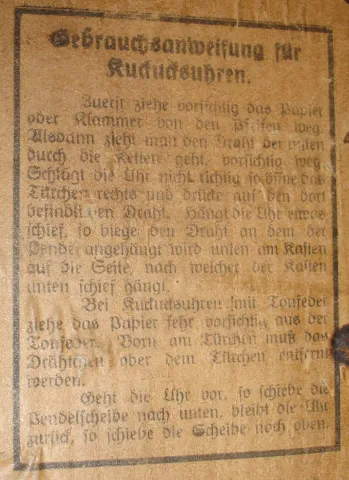 Gebrauchsanweisung für
Kuckucksuhren.
Zuerst ziehe vorsichtig das Papier
oder Klammer von den Pfeifen weg.
Alsdann zieht man den Draht der unten
durch die Ketten geht, vorsichtig weg.
Schlägt die Uhr nicht richtig so öffne das
Türchen rechts und drücke auf den dort
befindlichen Draht. Hängt die Uhr etwas
schief, so biege den Draht an dem der
Pendel angehängt wird unten am Kasten
auf die Seite, nach welcher der Kasten
unten schief hängt.
Bei Kuckucksuhren mit Tonfeder
ziehe das Papier sehr vorsichtig aus der
Tonfeder. Vorn am Türchen muß das
Drähtchen ober dem Türchen entfernt
werden.
Geht die Uhr vor, so schiebe die
Pendelscheibe nach unten, bleibt die Uhr
zurück, so schiebe die Scheibe nach oben.